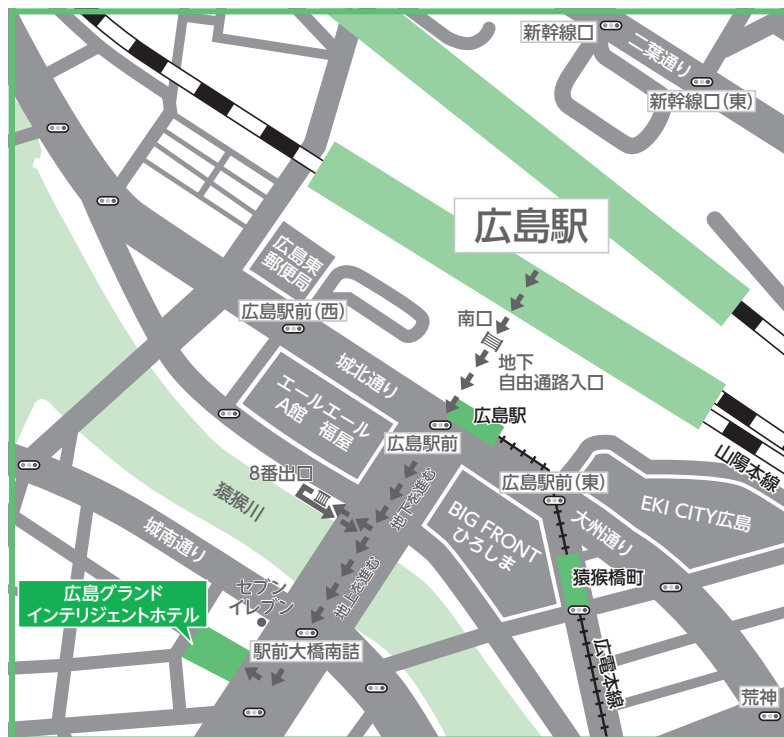 新幹線口
二葉通り
新幹線口(東)
広島駅
広島東
郵便局
広島駅前(西)
南口
地下
自由通路入口
城北通り
エールエール
A館　福屋
広島駅
広島駅前
山陽本線
8番出口
地下を進む
広島駅前(東)
猿猴川
BIG FRONT
ひろしま
大州通り
EKI CITY広島
城南通り
地上を進む
猿猴橋町
セブン
イレブン
広島グランド
インテリジェントホテル
駅前大橋南詰
広電本線
荒神